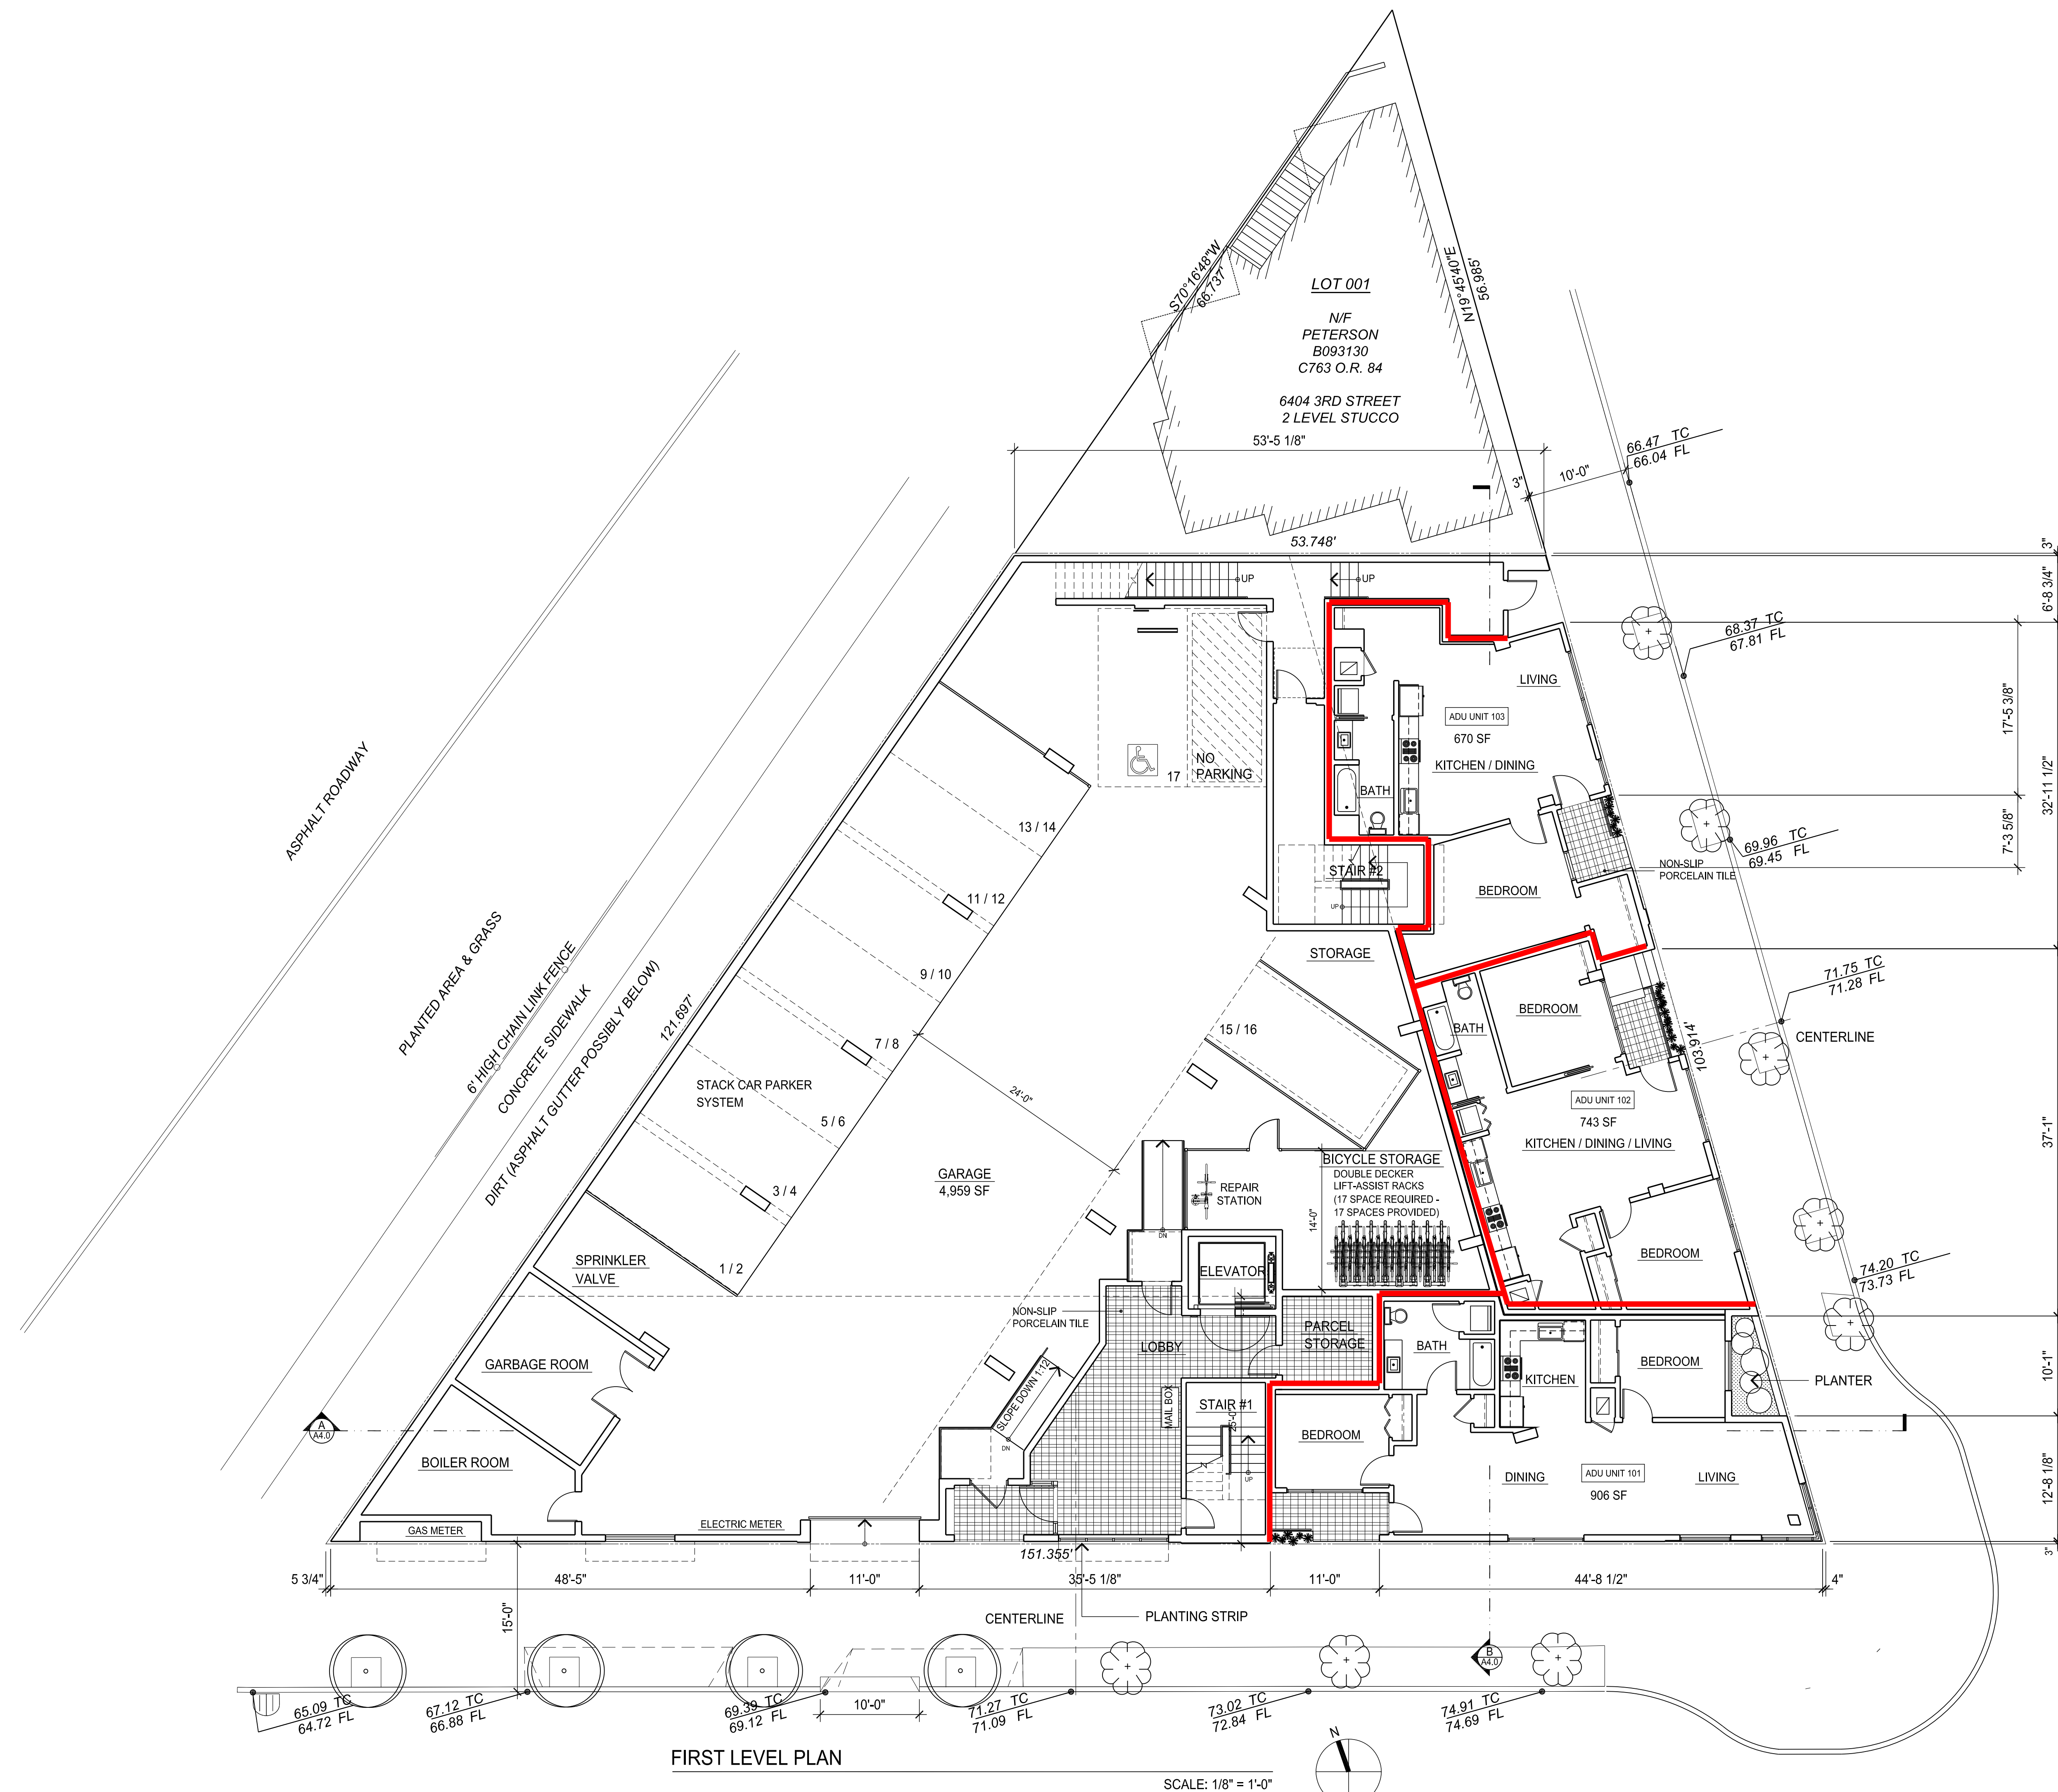 S70°16'48"W
66.737'
N19°45'40"E
56.985'
LOT 001
N/F
PETERSON
B093130
C763 O.R. 84
6404 3RD STREET
2 LEVEL STUCCO
53'-5 1/8"
3"
10'-0"
66.47 TC
66.04 FL
53.748'
3"
6'-8 3/4"
UP
UP
68.37 TC
67.81 FL
LIVING
ADU UNIT 103
670 SF
KITCHEN / DINING
BATH
17'-5 3/8"
32'-11 1/2"
7'-3 5/8"
NO
PARKING
17
ASPHALT ROADWAY
13 / 14
69.96 TC
69.45 FL
NON-SLIP
PORCELAIN TILE
STAIR #2
UP
BEDROOM
11 / 12
PLANTED AREA & GRASS
6' HIGH CHAIN LINK FENCE
CONCRETE SIDEWALK
DIRT (ASPHALT GUTTER POSSIBLY BELOW)
121.697'
9 / 10
STORAGE
71.75 TC
71.28 FL
BEDROOM
BATH
CENTERLINE
103.914'
7 / 8
15 / 16
STACK CAR PARKER
SYSTEM
24'-0"
5 / 6
ADU UNIT 102
743 SF
KITCHEN / DINING / LIVING
37'-1"
GARAGE
4,959 SF
3 / 4
REPAIR
STATION
BICYCLE STORAGE
DOUBLE DECKER
LIFT-ASSIST RACKS
(17 SPACE REQUIRED -
17 SPACES PROVIDED)
14'-0"
DN
SPRINKLER
VALVE
1 / 2
ELEVATOR
BEDROOM
74.20 TC
73.73 FL
NON-SLIP
PORCELAIN TILE
LOBBY
PARCEL
STORAGE
BATH
KITCHEN
BEDROOM
PLANTER
10'-1"
GARBAGE ROOM
SLOPE DOWN 1:12
DN
MAIL BOX
STAIR #1
25'-0"
UP
BEDROOM
A
A4.0
BOILER ROOM
DINING
ADU UNIT 101
906 SF
LIVING
12'-8 1/8"
GAS METER
ELECTRIC METER
151.355'
3"
5 3/4"
48'-5"
11'-0"
35'-5 1/8"
11'-0"
44'-8 1/2"
4"
15'-0"
CENTERLINE
PLANTING STRIP
B
A4.0
65.09 TC
64.72 FL
67.12 TC
66.88 FL
69.39 TC
69.12 FL
10'-0"
71.27 TC
71.09 FL
73.02 TC
72.84 FL
74.91 TC
74.69 FL
N
FIRST LEVEL PLAN
SCALE: 1/8" = 1'-0"